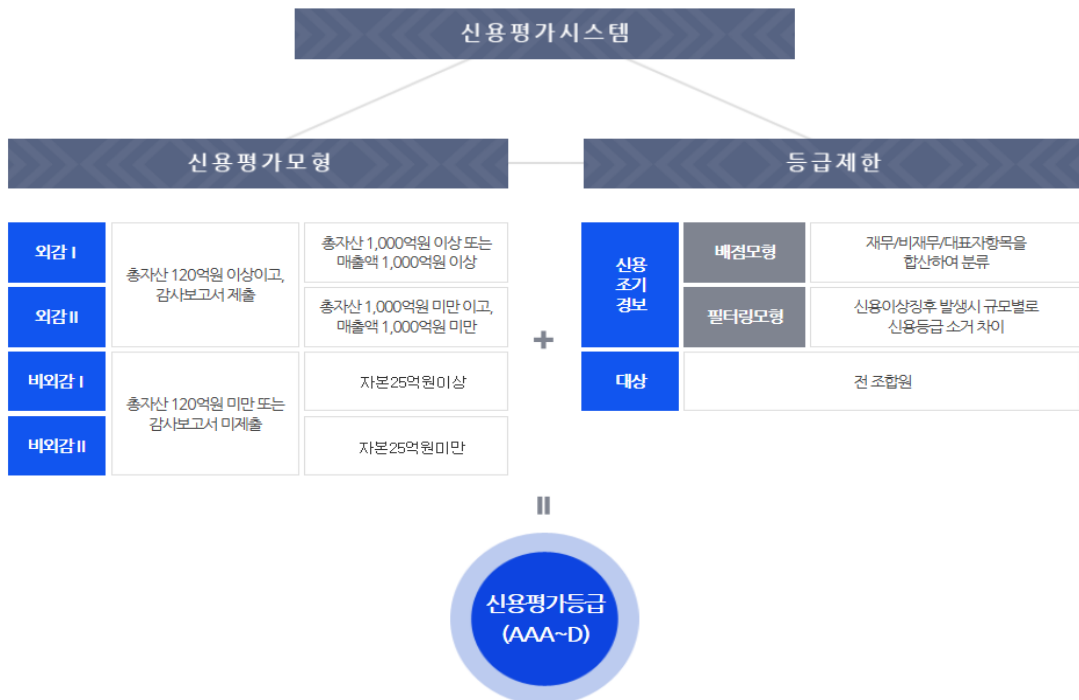 신용평가시스템
신용평가모형
등급제한
외감 I
총자산 120억원 이상이고,
감사보고서 제출
총자산 1,000억원 이상 또는
매출액 1,000억원 이상
외감 II
총자산 1,000억원 미만 이고,
매출액 1,000억원 미만
비외감 I
총자산 120억원 미만 또는
감사보고서 미제출
자본25억원이상
비외감 II
자본25억원미만
+
신용
조기
경보
배점모형
재무/비재무/대표자항목을
합산하여 분류
필터링모형
신용이상징후 발생시 규모별로
신용등급 소거 차이
대상
전 조합원
=
신용평가등급
(AAA~D)